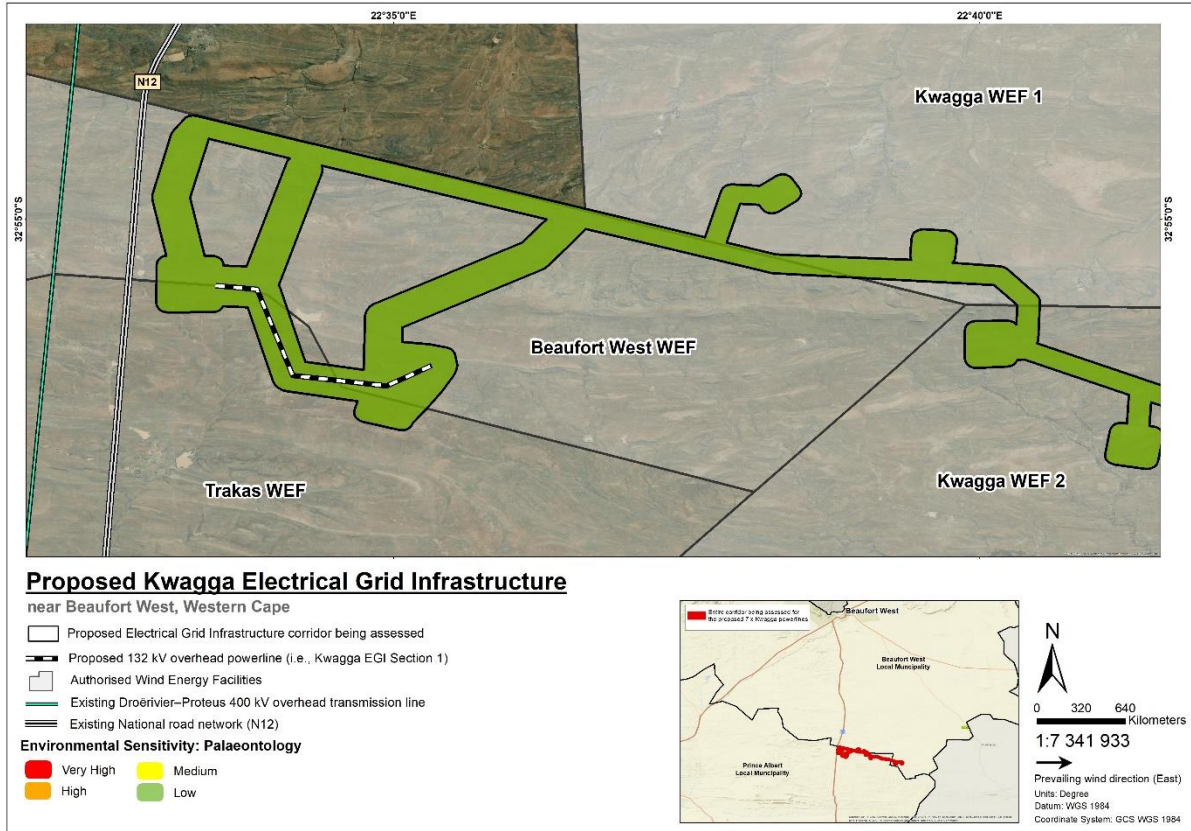 22°35'0"E
22°40'0"E
N12
Kwagga WEF 1
32°55'0"S
32°55'0"S
Beaufort West WEF
Trakas WEF
Kwagga WEF 2
Proposed Kwagga Electrical Grid Infrastructure
near Beaufort West, Western Cape
Proposed Electrical Grid Infrastructure corridor being assessed
Proposed 132 kV overhead powerline (i.e., Kwagga EGI Section 1)
Authorised Wind Energy Facilities
Existing Droërivier–Proteus 400 kV overhead transmission line
Existing National road network (N12)
Environmental Sensitivity: Palaeontology
Very High
Medium
High
Low
Entire corridor being assessed for
the proposed 7 x Kwagga powerlines
Beaufort West
Beaufort West
Local Muncipality
Prince Albert
Local Muncipality
N
0 320 640
Kilometers
1:7 341 933
Prevailing wind direction (East)
Units: Degree
Datum: WGS 1984
Coordinate System: GCS WGS 1984